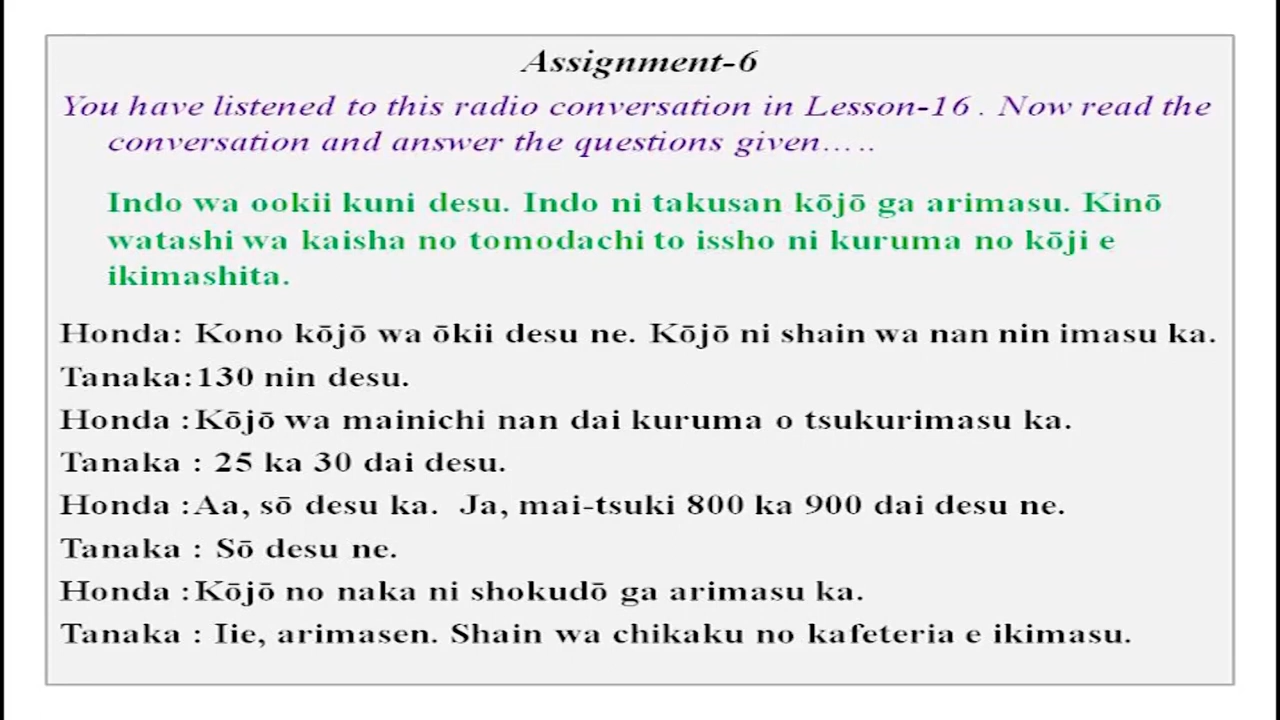 Assignment-6
You have listened to this radio conversation in Lesson-16 . Now read the
conversation and answer the questions given.....
Indo wa ookii kuni desu. Indo ni takusan kōjō ga arimasu. Kinō
watashi wa kaisha no tomodachi to issho ni kuruma no kōji e
ikimashita.
Honda: Kono kōjō wa ōkii desu ne. Kōjō ni shain wa nan nin imasu ka.
Tanaka:130 nin desu.
Honda :Kōjō wa mainichi nan dai kuruma o tsukurimasu ka.
Tanaka : 25 ka 30 dai desu.
Honda :Aa, sō desu ka. Ja, mai-tsuki 800 ka 900 dai desu ne.
Tanaka : Sō desu ne.
Honda :Kōjō no naka ni shokudō ga arimasu ka.
Tanaka : Iie, arimasen. Shain wa chikaku no kafeteria e ikimasu.